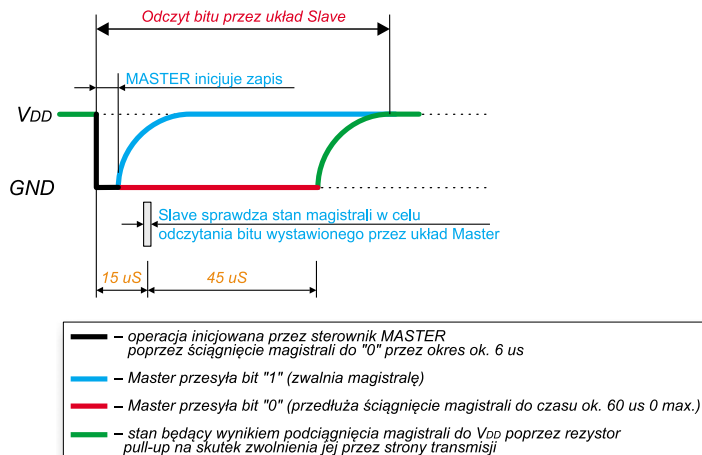 Odczyt bitu przez układ Slave
MASTER inicjuje zapis
VDD
GND
Slave sprawdza stan magistrali w celu
odczytania bitu wystawionego przez układ Master
15 uS
45 uS
– operacja inicjowana przez sterownik MASTER
poprzez ściągnięcie magistrali do "0" przez okres ok. 6 us
– Master przesyła bit "1" (zwalnia magistralę)
– Master przesyła bit "0" (przedłuża ściągnięcie magistrali do czasu ok. 60 us 0 max.)
– stan będący wynikiem podciągnięcia magistrali do VDD poprzez rezystor
pull-up na skutek zwolnienia jej przez strony transmisji